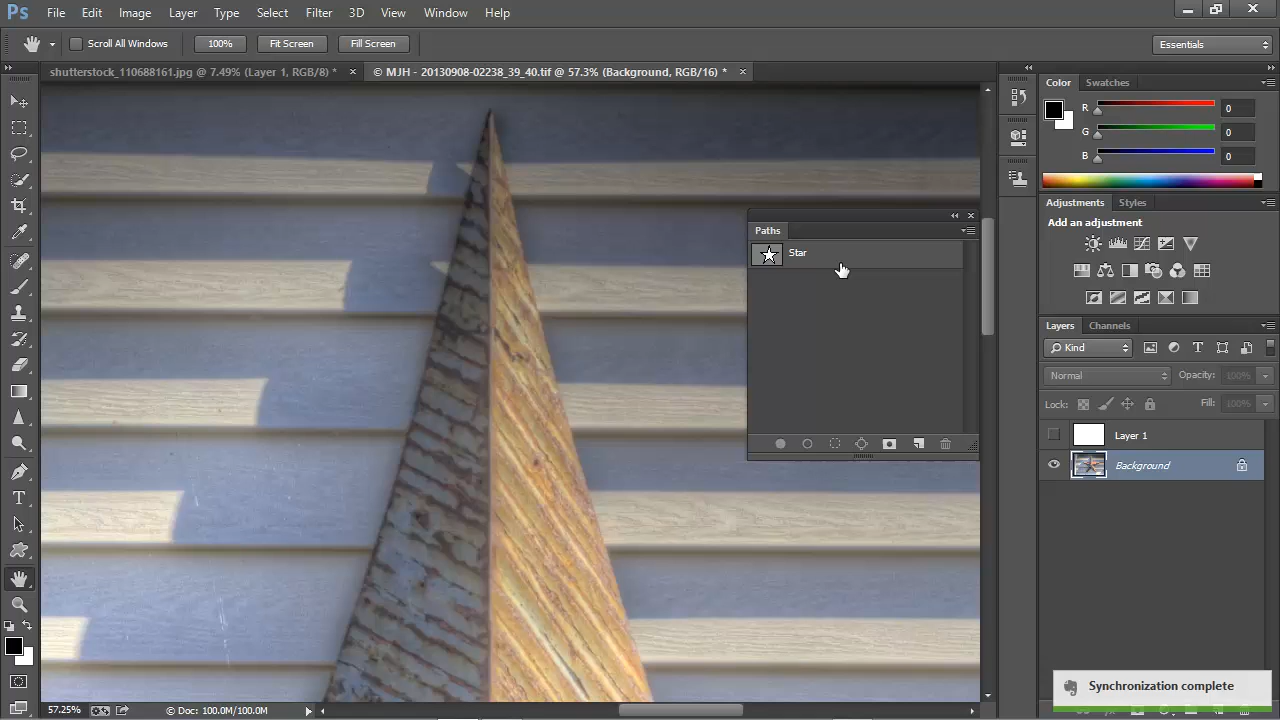 Ps File Edit Image Layer Type Select Filter 3D View Window Help
Scroll All Windows 100% Fit Screen Fill Screen Essentials
shutterstock_110688161.jpg @ 7.49% (Layer 1, RGB/8) * × © MJH - 20130908-02238_39_40.tif @ 57.3% (Background, RGB/16) * ×
Color Swatches
R 0
G 0
B 0
Adjustments Styles
Add an adjustment
Paths
Star
Layers Channels
Kind
Normal Opacity: 100%
Lock: Fill: 100%
Layer 1
Background
Synchronization complete
57.25% © Doc: 100.0M/100.0M